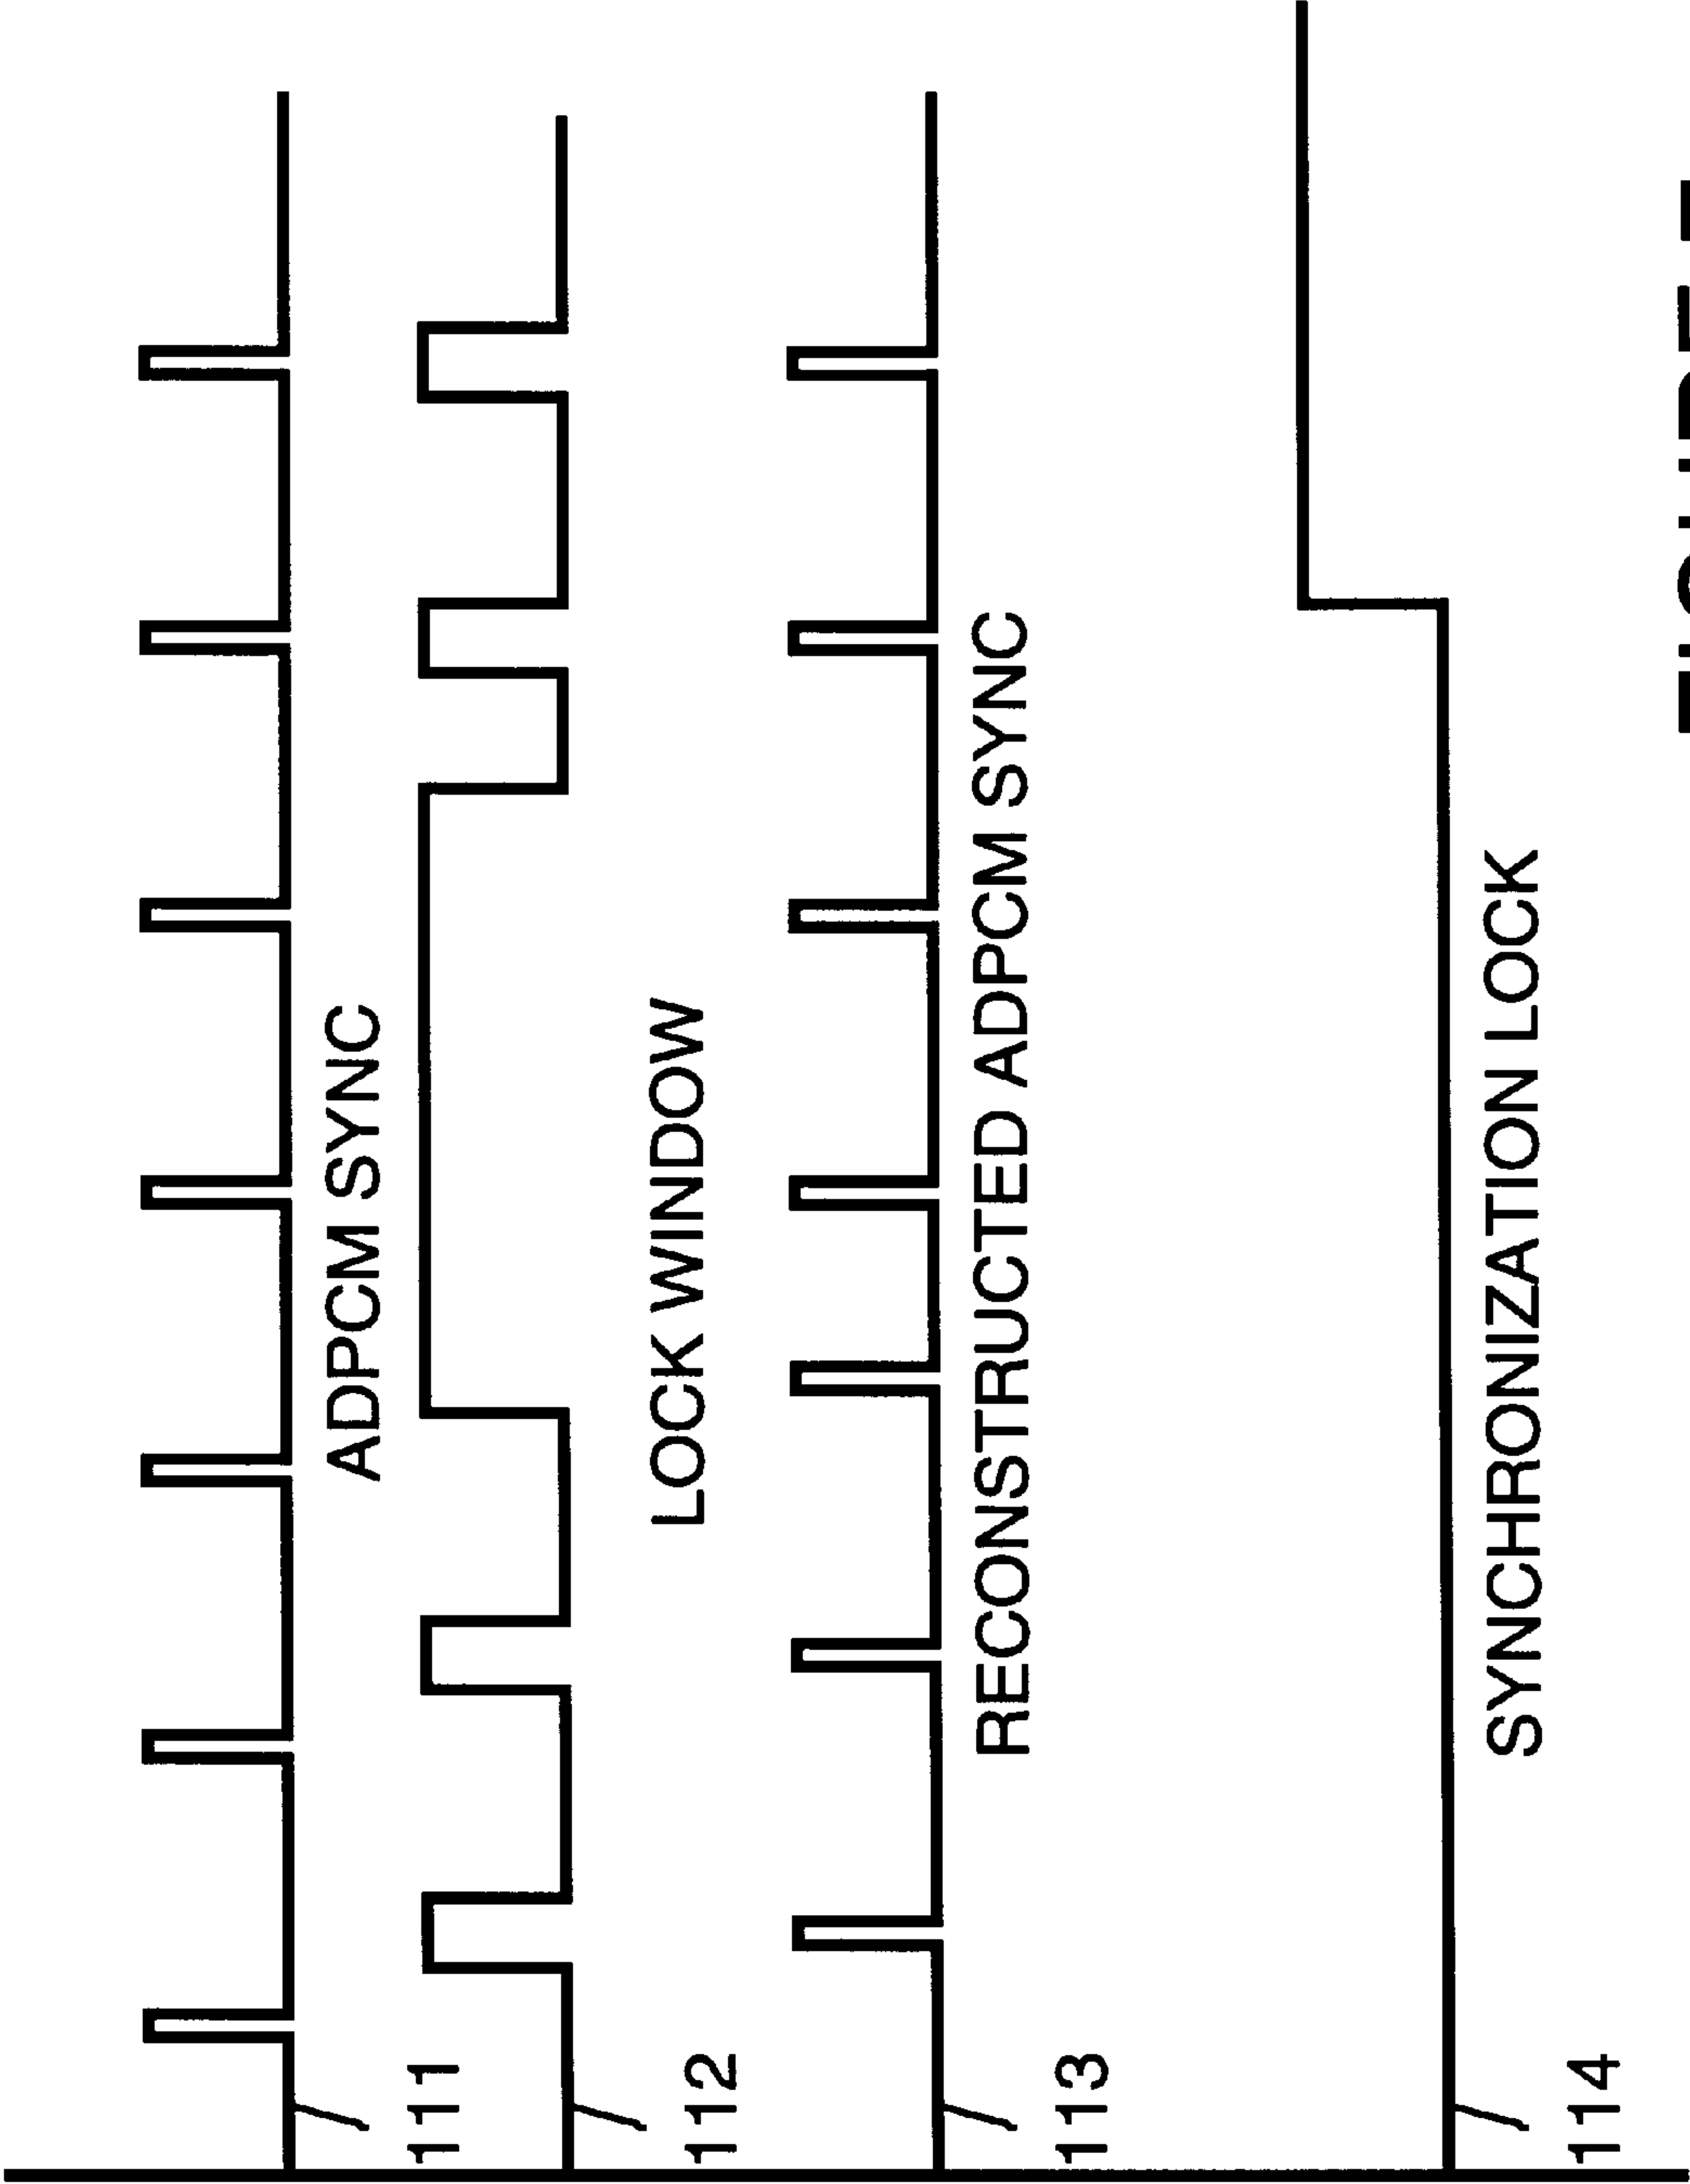 ADPCM SYNC
111
LOCK WINDOW
112
RECONSTRUCTED ADPCM SYNC
113
SYNCHRONIZATION LOCK
114